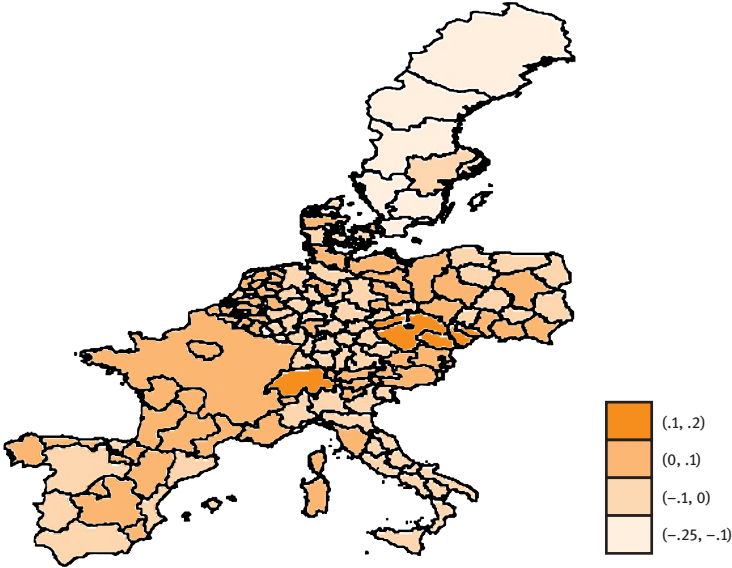 (.1, .2)
(0, .1)
(–.1, 0)
(–.25, –.1)